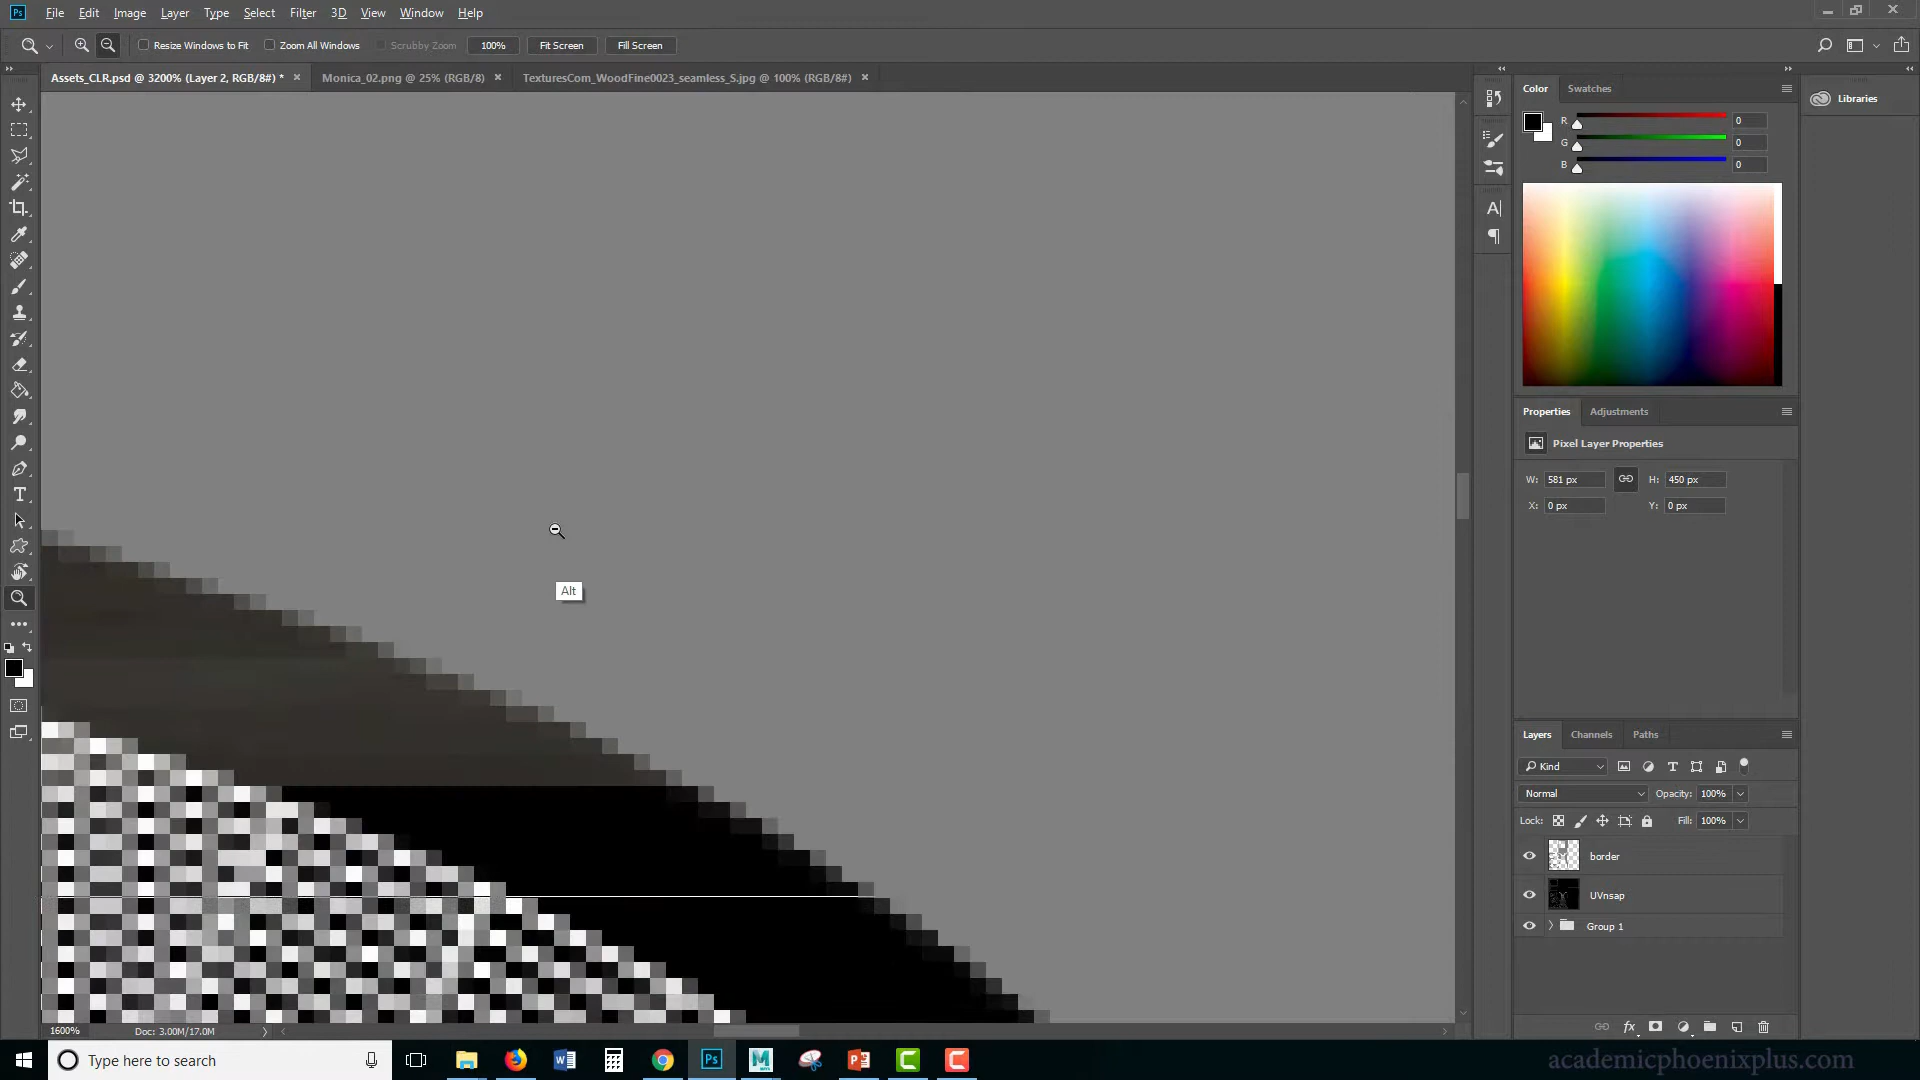 Ps File Edit Image Layer Type Select Filter 3D View Window Help
Resize Windows to Fit Zoom All Windows Scrubby Zoom 100% Fit Screen Fill Screen
Assets_CLR.psd @ 3200% (Layer 2, RGB/8#) * × Monica_02.png @ 25% (RGB/8) × TexturesCom_WoodFine0023_seamless_S.jpg @ 100% (RGB/8#) ×
Color Swatches
Libraries
R 0
G 0
B 0
Properties Adjustments
Pixel Layer Properties
W: 581 px H: 450 px
X: 0 px Y: 0 px
Alt
Layers Channels Paths
Kind
Normal Opacity: 100%
Lock: Fill: 100%
border
UVnsap
Group 1
1600% Doc: 3.00M/17.0M
Type here to search
academicphoenixplus.com